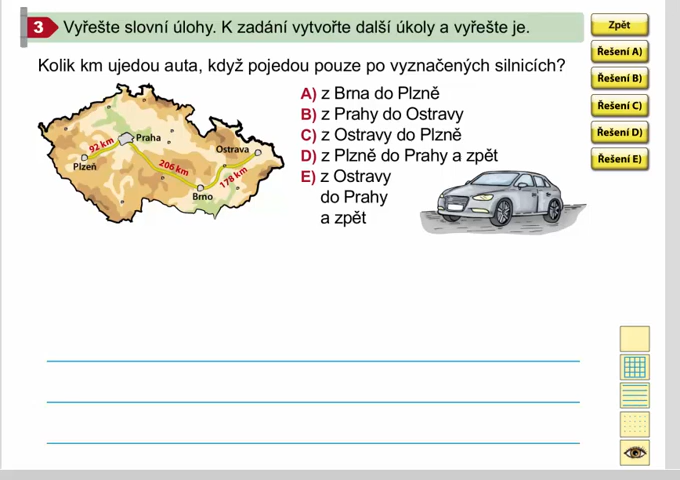 3 Vyřešte slovní úlohy. K zadání vytvořte další úkoly a vyřešte je.
Zpět
Řešení A)
Řešení B)
Řešení C)
Řešení D)
Řešení E)
Kolik km ujedou auta, když pojedou pouze po vyznačených silnicích?
A) z Brna do Plzně
B) z Prahy do Ostravy
C) z Ostravy do Plzně
D) z Plzně do Prahy a zpět
E) z Ostravy
do Prahy
a zpět
Praha
92 km
Plzeň
206 km
Ostrava
178 km
Brno